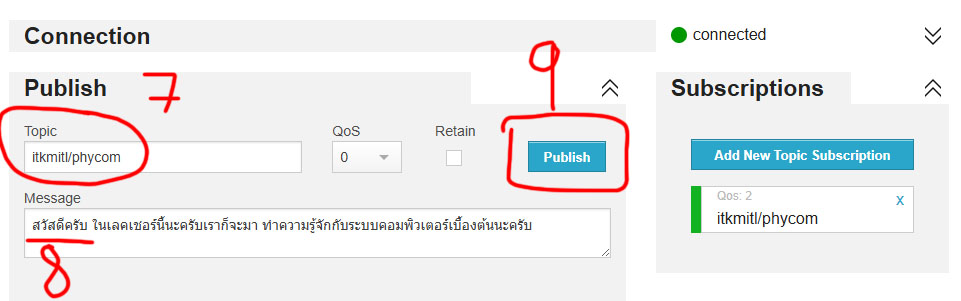 Connection
connected
Publish
7
9
Subscriptions
Topic
QoS
Retain
itkmitl/phycom
0
Publish
Add New Topic Subscription
Message
Qos: 2
x
itkmitl/phycom
สวัสดีครับ ในเลคเชอร์นี้นะครับเราก็จะมา ทำความรู้จักกับระบบคอมพิวเตอร์เบื้องต้นนะครับ
8